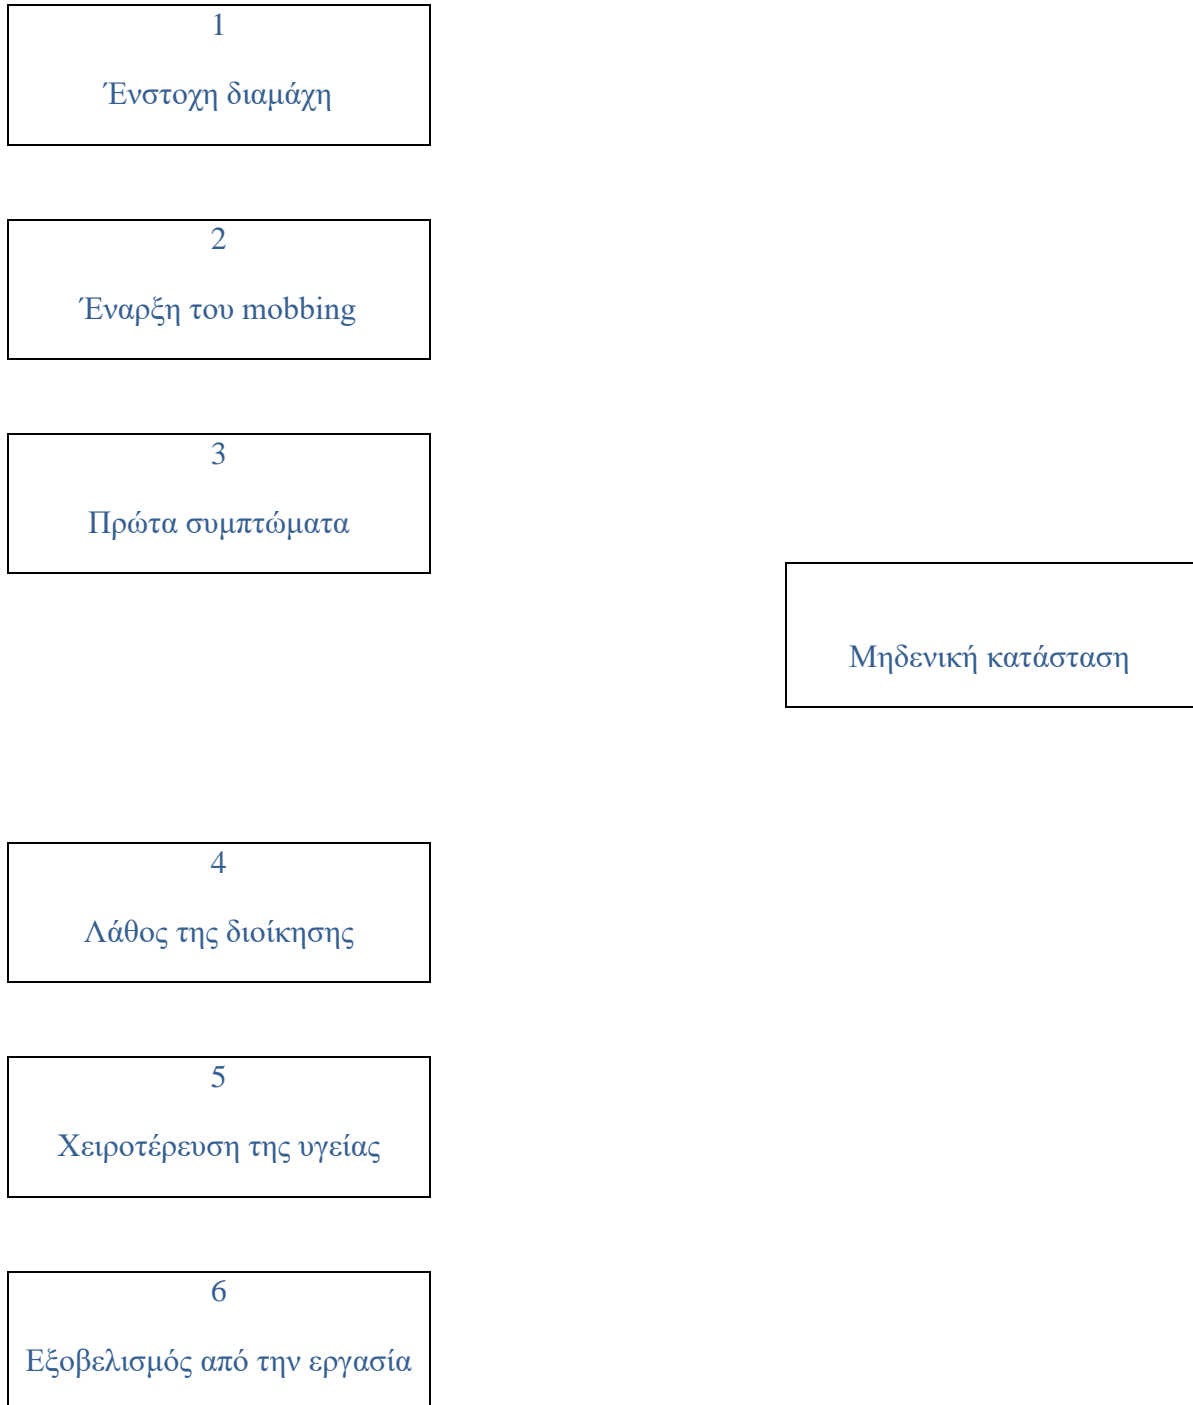 1
Ένστοχη διαμάχη
2
Έναρξη του mobbing
3
Πρώτα συμπτώματα
Μηδενική κατάσταση
4
Λάθος της διοίκησης
5
Χειροτέρευση της υγείας
6
Εξοβελισμός από την εργασία